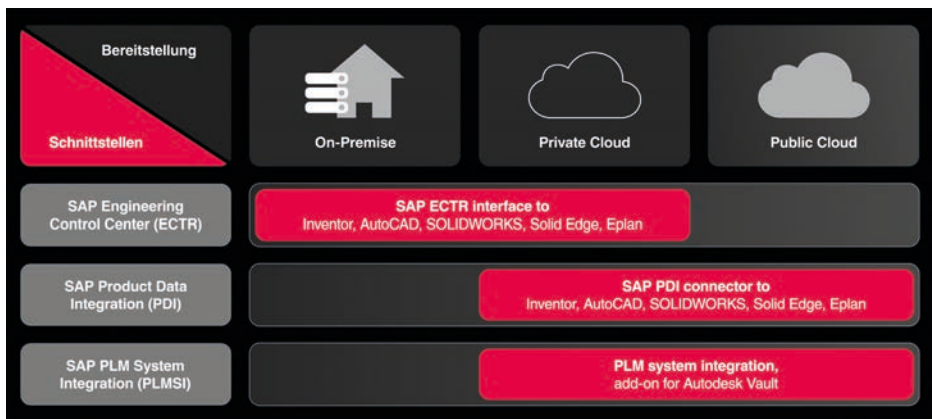 Bereitstellung
Schnittstellen
On-Premise
Private Cloud
Public Cloud
SAP Engineering
Control Center (ECTR)
SAP ECTR interface to
Inventor, AutoCAD, SOLIDWORKS, Solid Edge, Eplan
SAP Product Data
Integration (PDI)
SAP PDI connector to
Inventor, AutoCAD, SOLIDWORKS, Solid Edge, Eplan
SAP PLM System
Integration (PLMSI)
PLM system integration,
add-on for Autodesk Vault